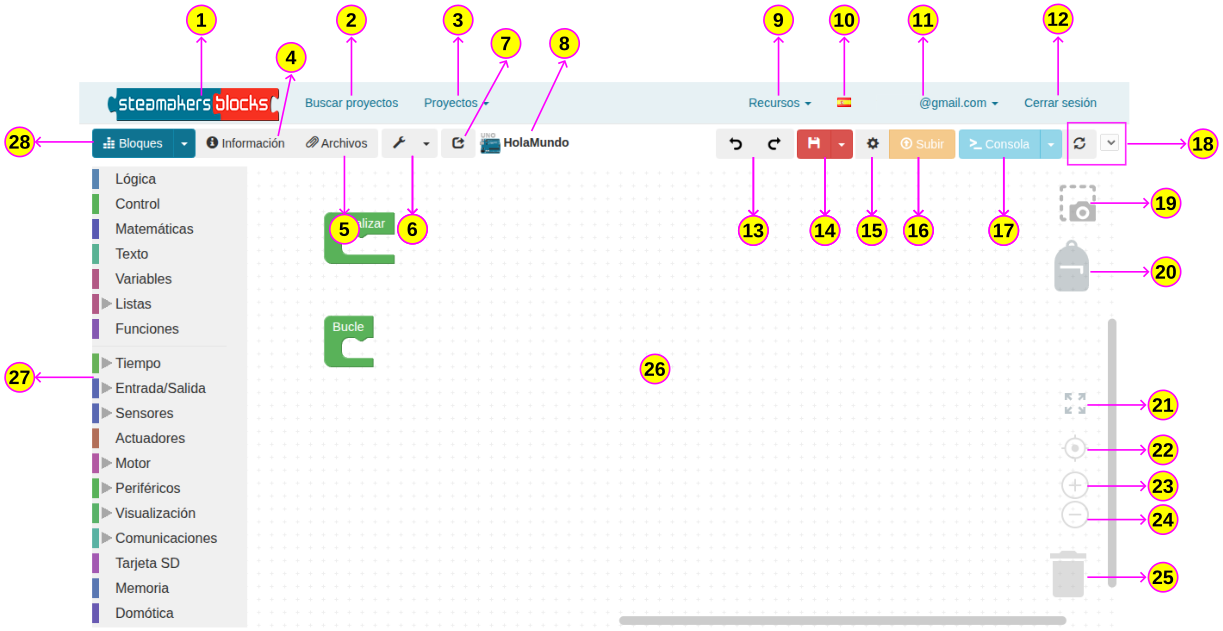 1
2
3
9
10
11
12
4
7
8
steamakers blocks
Buscar proyectos
Proyectos
Recursos
@gmail.com
Cerrar sesión
28
Bloques
Información
Archivos
UNO
HolaMundo
Subir
Consola
18
Lógica
Control
Matemáticas
Texto
Variables
Listas
Funciones
Tiempo
Entrada/Salida
Sensores
Actuadores
Motor
Periféricos
Visualización
Comunicaciones
Tarjeta SD
Memoria
Domótica
27
5
6
alizar
Bucle
26
13
14
15
16
17
19
20
21
22
23
24
25